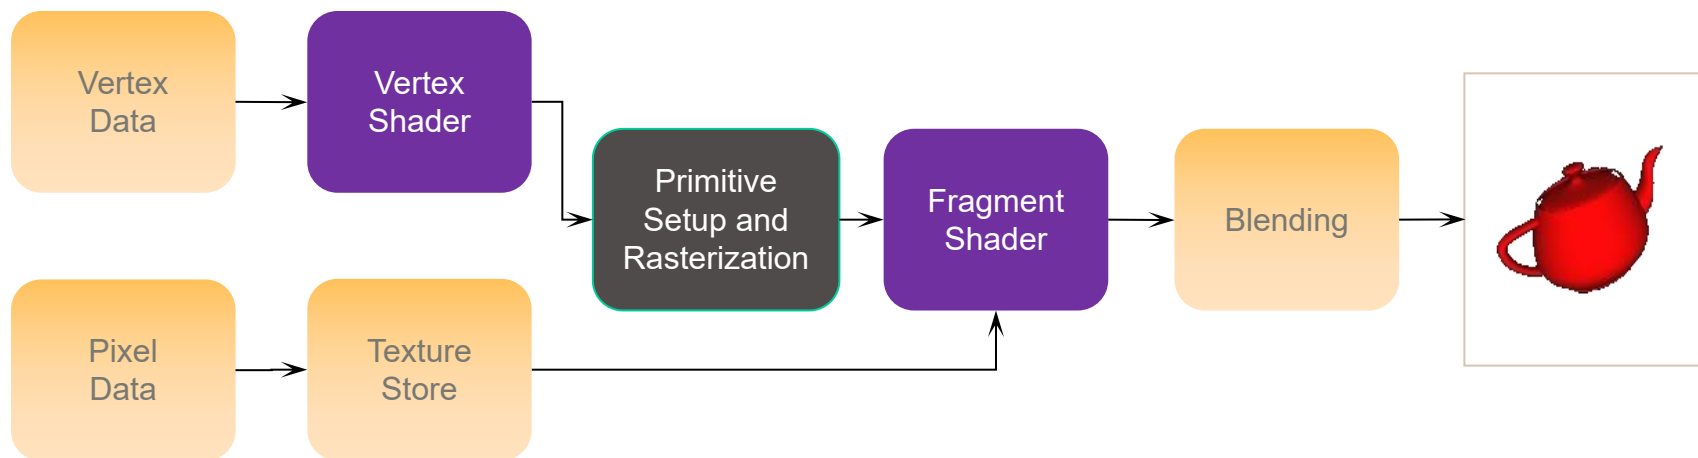 Vertex
Data
Vertex
Shader
Primitive
Setup and
Rasterization
Fragment
Shader
Blending
Pixel
Data
Texture
Store